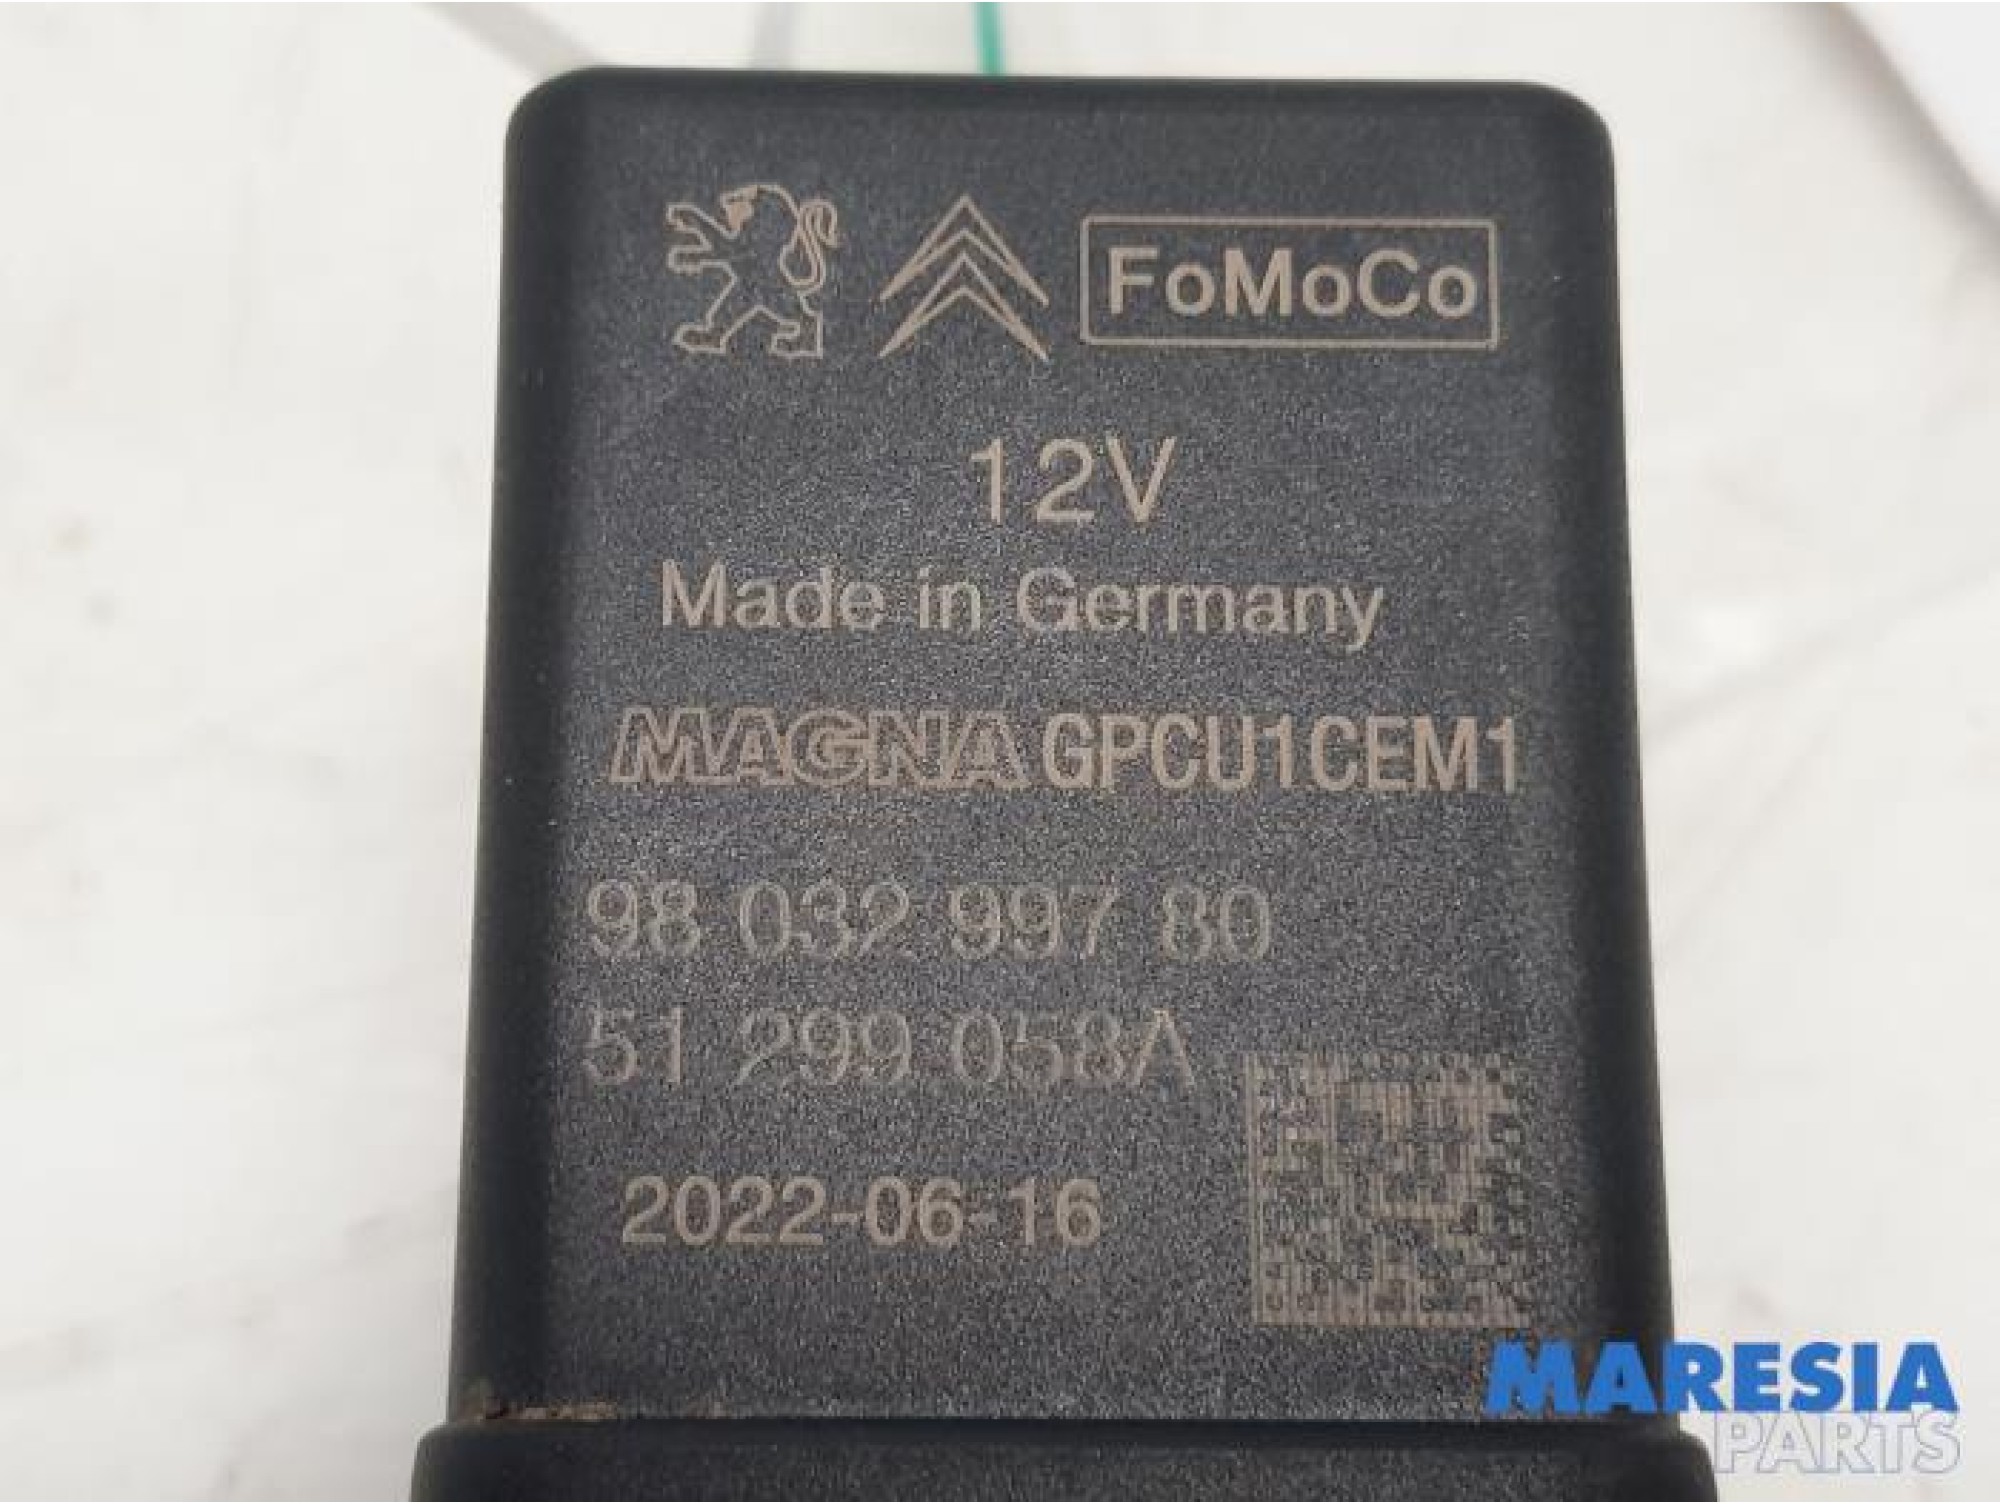 FoMoCo
12V
Made in Germany
MAGNA GPCU1CEM1
98 032 997 80
51 299 058A
2022-06-16
MARESIA
PARTS